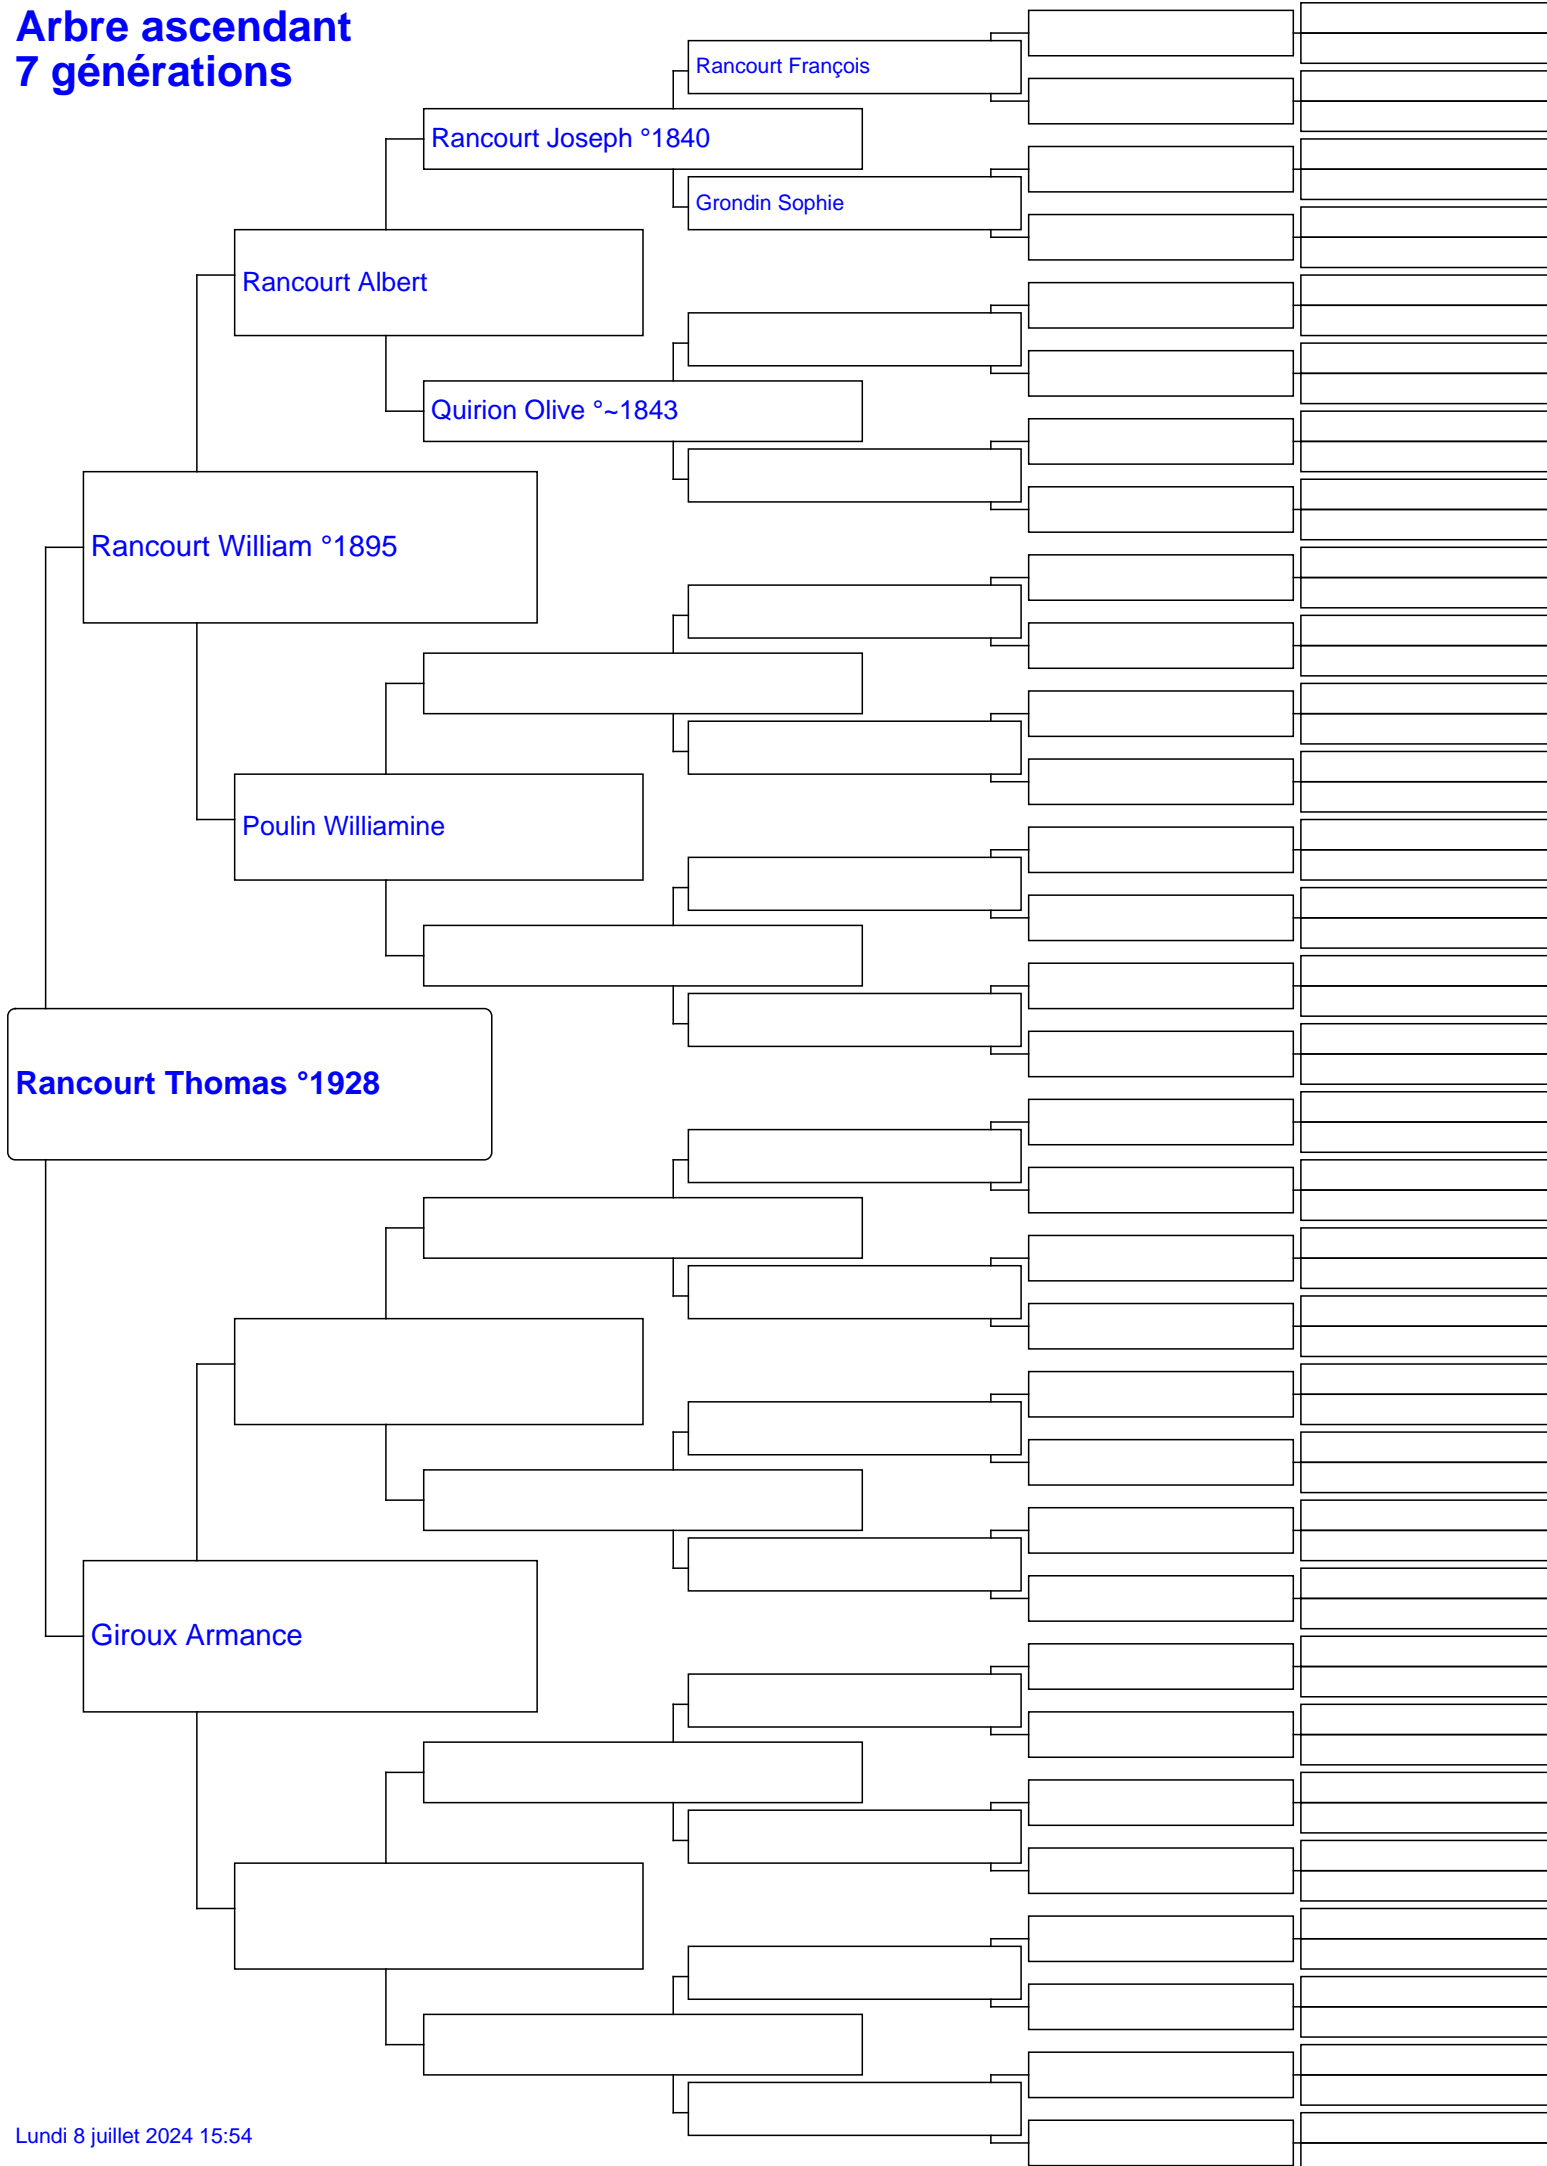 Arbre ascendant
7 générations
Rancourt François
Rancourt Joseph °1840
Grondin Sophie
Rancourt Albert
Quirion Olive °~1843
Rancourt William °1895
Poulin Williamine
Rancourt Thomas °1928
Giroux Armance
Lundi 8 juillet 2024 15:54